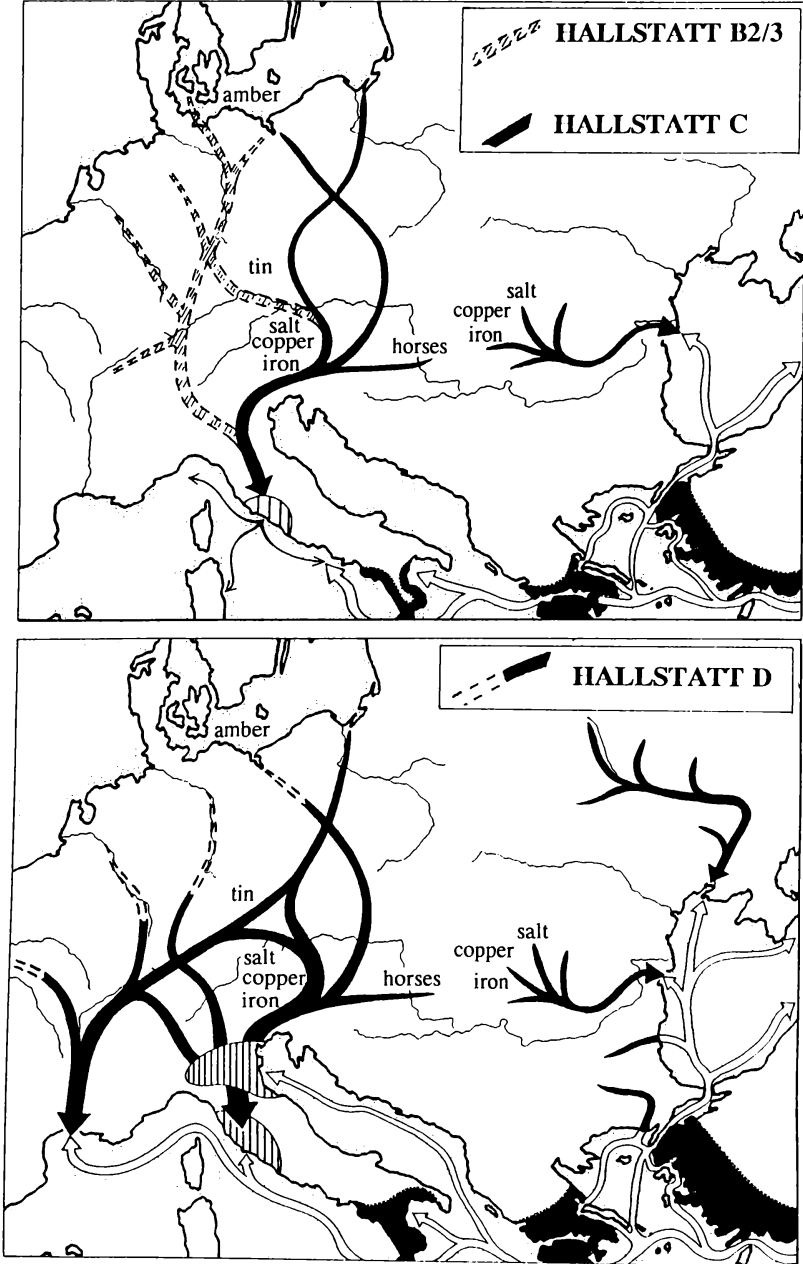 HALLSTATT B2/3
HALLSTATT C
amber
tin
salt
copper
iron
horses
salt
copper
iron
HALLSTATT D
amber
tin
salt
copper
iron
horses
salt
copper
iron